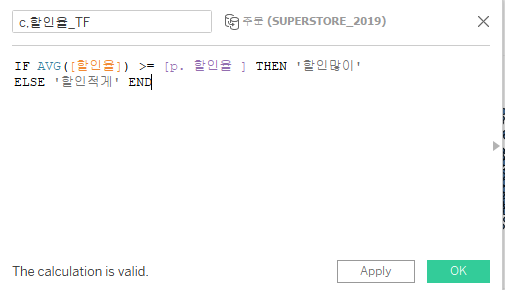 c.할인율_TF
주문 (SUPERSTORE_2019)
IF AVG([할인율]) >= [p. 할인율 ] THEN '할인많이'
ELSE '할인적게' END
The calculation is valid.
Apply
OK